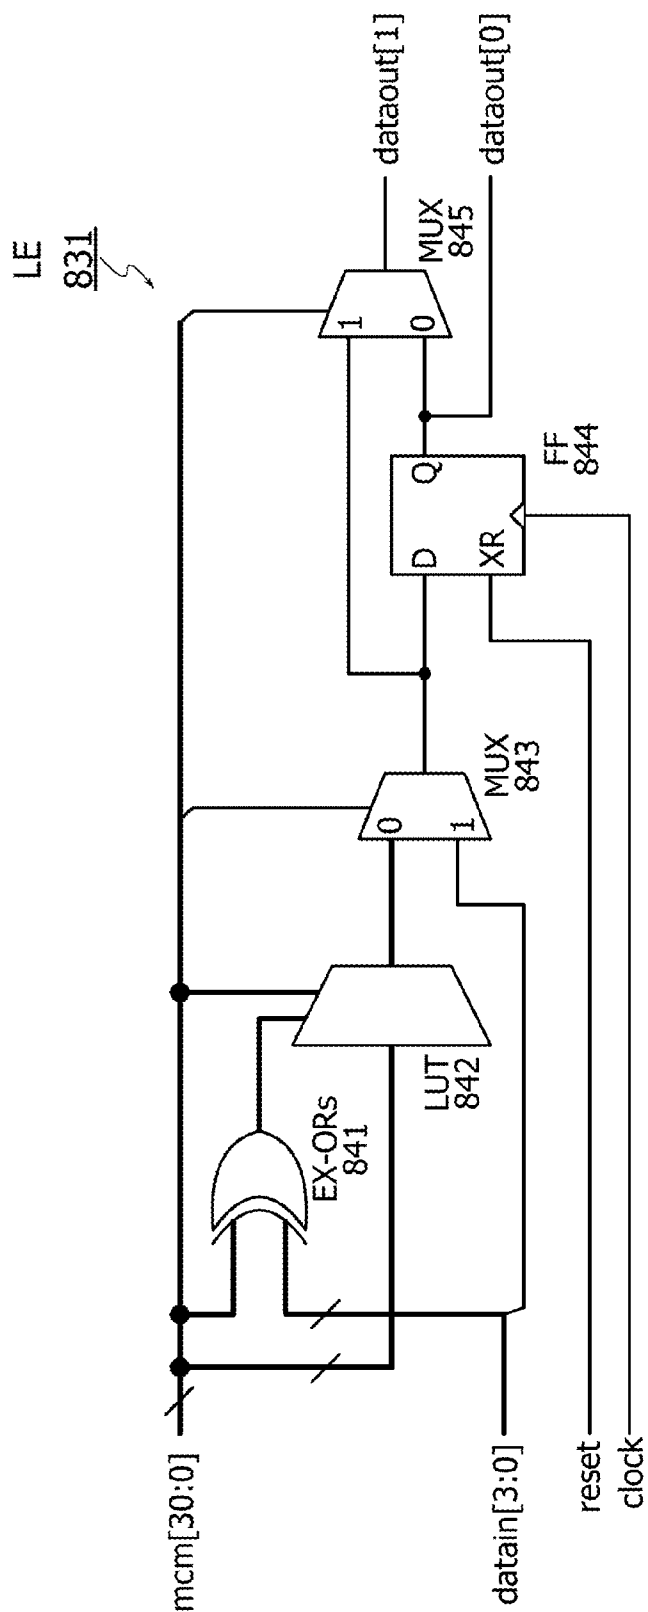 LE
831
mcm[30:0]
datain[3:0]
reset
clock
EX-ORs
841
LUT
842
0
1
MUX
843
D
Q
XR
FF
844
1
0
MUX
845
dataout[1]
dataout[0]